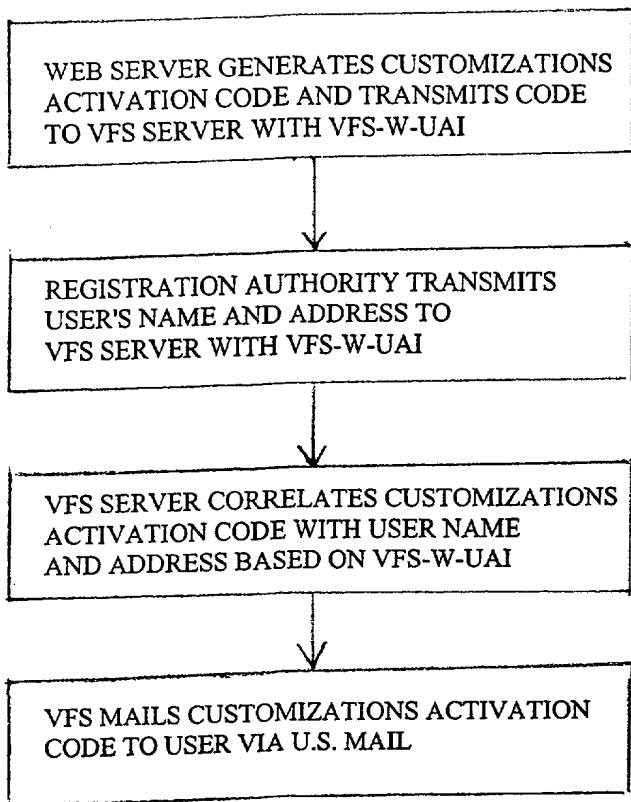 WEB SERVER GENERATES CUSTOMIZATIONS
ACTIVATION CODE AND TRANSMITS CODE
TO VFS SERVER WITH VFS-W-UAI
REGISTRATION AUTHORITY TRANSMITS
USER'S NAME AND ADDRESS TO
VFS SERVER WITH VFS-W-UAI
VFS SERVER CORRELATES CUSTOMIZATIONS
ACTIVATION CODE WITH USER NAME
AND ADDRESS BASED ON VFS-W-UAI
VFS MAILS CUSTOMIZATIONS ACTIVATION
CODE TO USER VIA U.S. MAIL